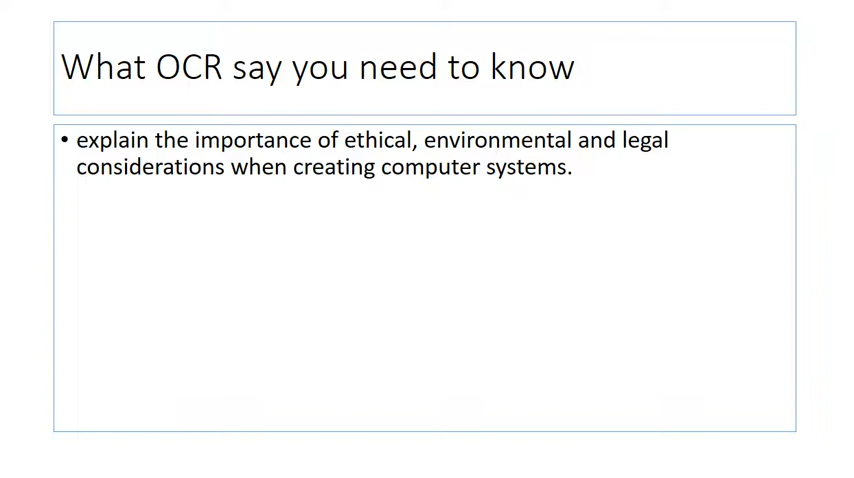 What OCR say you need to know
• explain the importance of ethical, environmental and legal
considerations when creating computer systems.